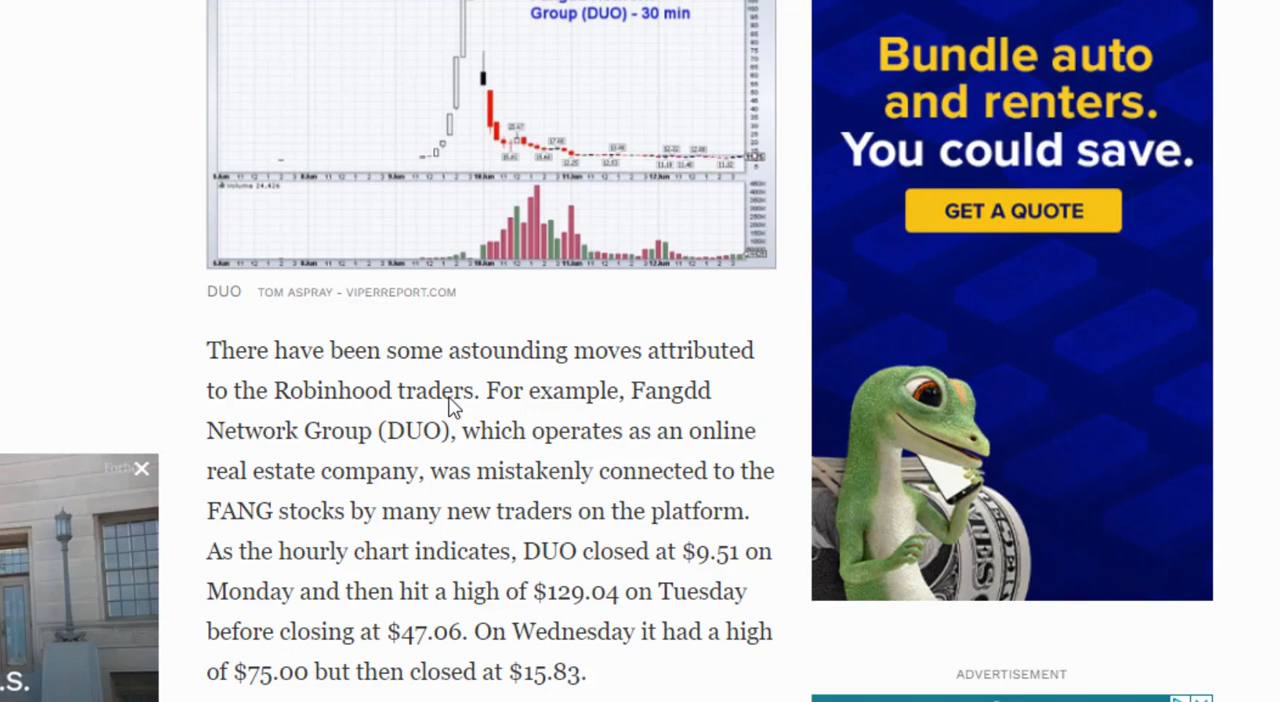 Group (DUO) - 30 min
Volume 24,426
DUO TOM ASPRAY - VIPERREPORT.COM
There have been some astounding moves attributed
to the Robinhood traders. For example, Fangdd
Network Group (DUO), which operates as an online
real estate company, was mistakenly connected to the
FANG stocks by many new traders on the platform.
As the hourly chart indicates, DUO closed at $9.51 on
Monday and then hit a high of $129.04 on Tuesday
before closing at $47.06. On Wednesday it had a high
of $75.00 but then closed at $15.83.
Bundle auto
and renters.
You could save.
GET A QUOTE
ADVERTISEMENT
.S.